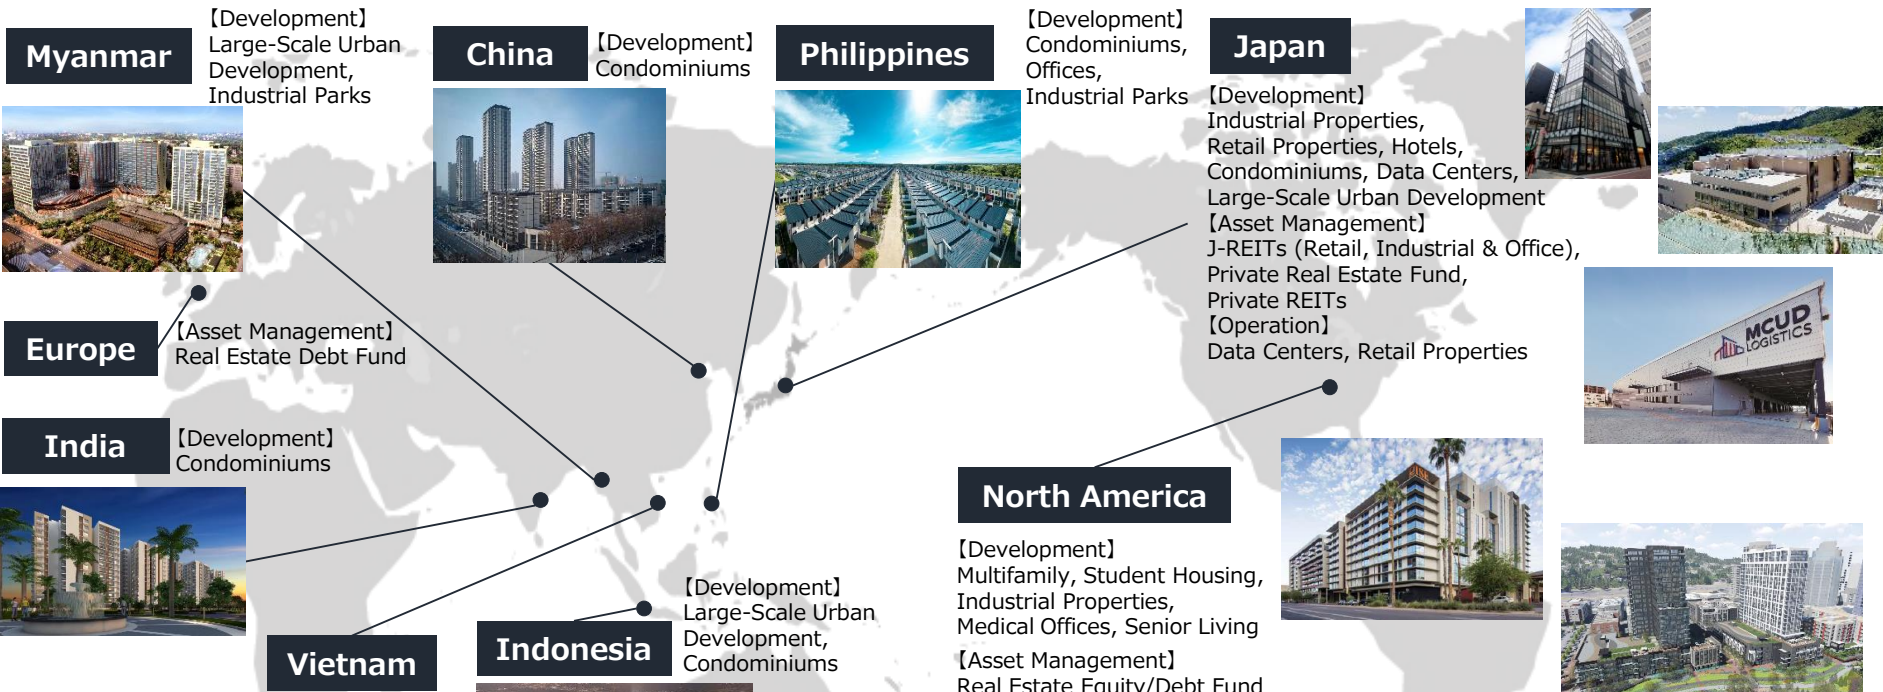 Myanmar
【Development】
Large-Scale Urban
Development,
Industrial Parks
China
【Development】
Condominiums
Philippines
【Development】
Condominiums,
Offices,
Industrial Parks
Japan
【Development】
Industrial Properties,
Retail Properties, Hotels,
Condominiums, Data Centers,
Large-Scale Urban Development
【Asset Management】
J-REITs (Retail, Industrial & Office),
Private Real Estate Fund,
Private REITs
【Operation】
Data Centers, Retail Properties
MCUD
LOGISTICS
Europe
【Asset Management】
Real Estate Debt Fund
India
【Development】
Condominiums
Vietnam
Indonesia
【Development】
Large-Scale Urban
Development,
Condominiums
North America
【Development】
Multifamily, Student Housing,
Industrial Properties,
Medical Offices, Senior Living
【Asset Management】
Real Estate Equity/Debt Fund